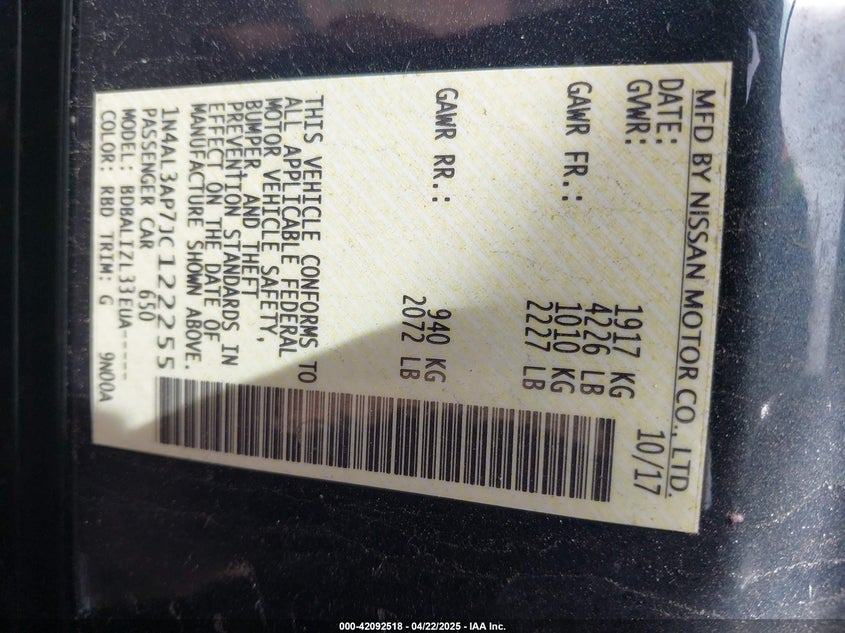 MFD BY NISSAN MOTOR CO., LTD.
DATE: 10/17
GVWR: 1917 KG
4226 LB
GAWR FR.: 1010 KG
2227 LB
GAWR RR.: 940 KG
2072 LB
THIS VEHICLE CONFORMS TO
ALL APPLICABLE FEDERAL
MOTOR VEHICLE SAFETY,
BUMPER, AND THEFT
PREVENTION STANDARDS IN
EFFECT ON THE DATE OF
MANUFACTURE SHOWN ABOVE.
1N4AL3AP7JC122255
PASSENGER CAR 650
MODEL: BDBALIZL33EUA----
COLOR: RBD TRIM: G 9N00A
000-42092518 - 04/22/2025 - IAA Inc.